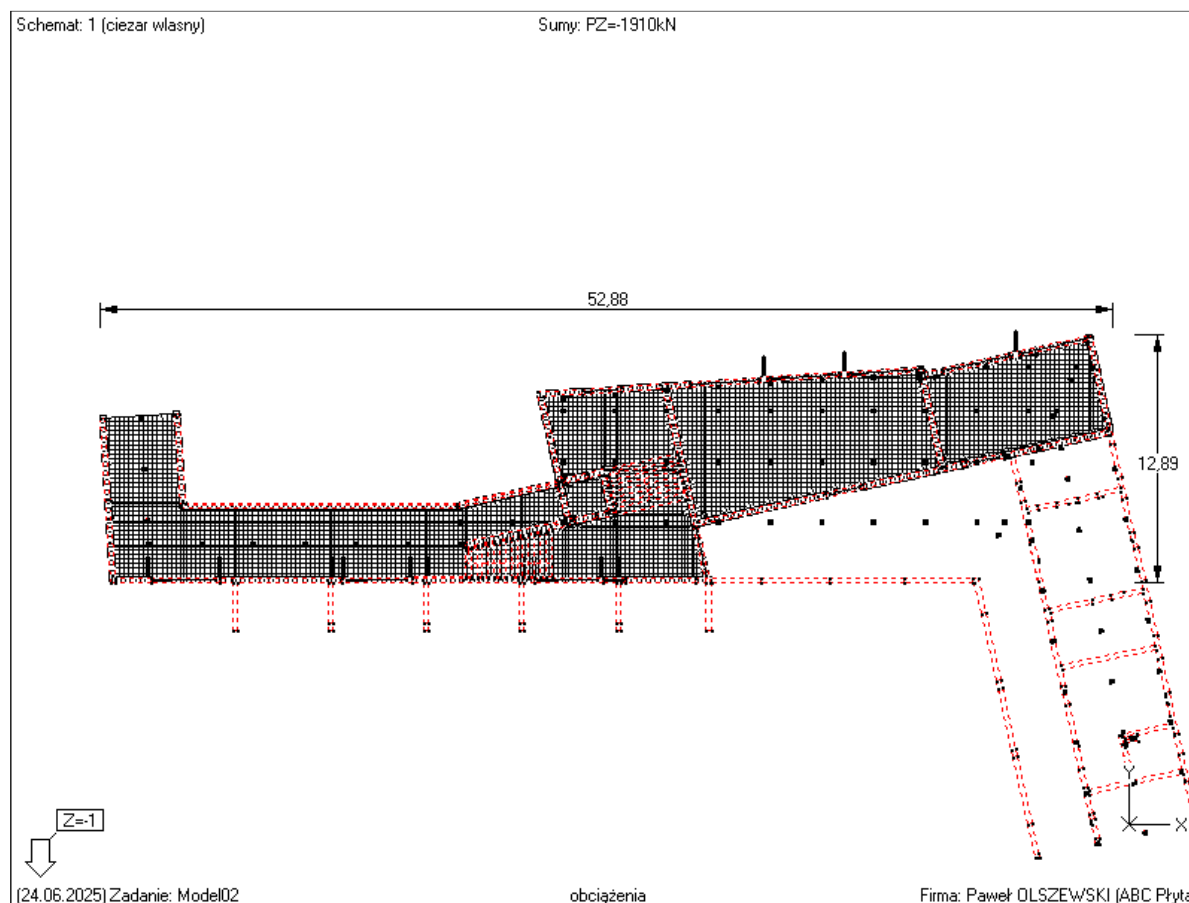 Schemat: 1 (ciezar wlasny)
Sumy: PZ=-1910kN
52,88
12,89
Y
X
Z=-1
(24.06.2025) Zadanie: Model02
obciążenia
Firma: Paweł OLSZEWSKI (ABC Płyta